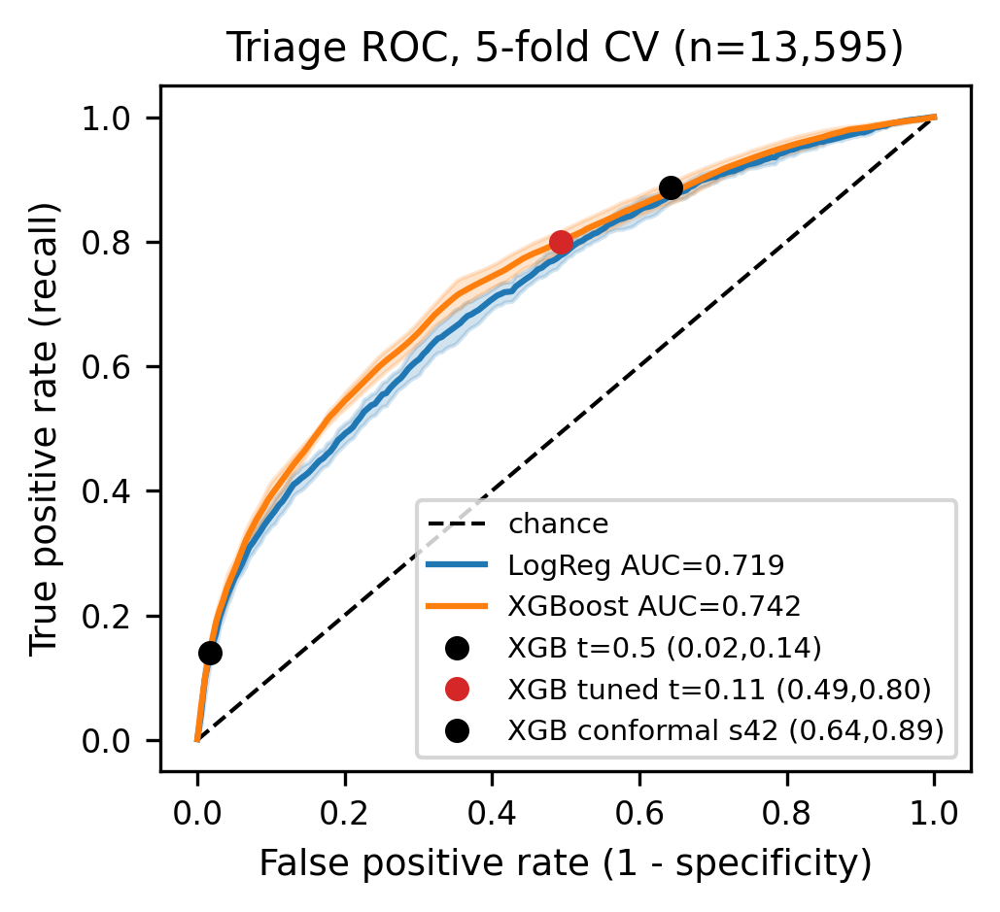 Triage ROC, 5-fold CV (n=13,595)
True positive rate (recall)
1.0
0.8
0.6
0.4
0.2
0.0
chance
LogReg AUC=0.719
XGBoost AUC=0.742
XGB t=0.5 (0.02,0.14)
XGB tuned t=0.11 (0.49,0.80)
XGB conformal s42 (0.64,0.89)
0.0 0.2 0.4 0.6 0.8 1.0
False positive rate (1 - specificity)